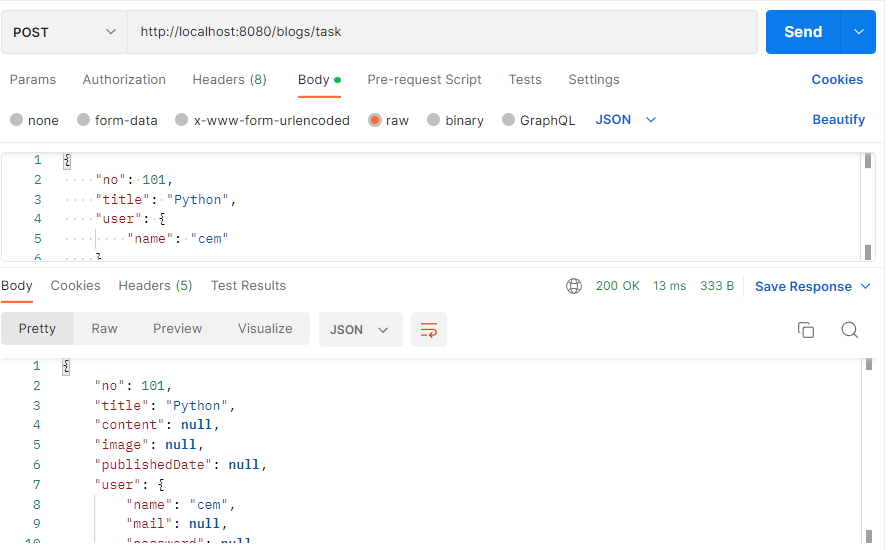 POST http://localhost:8080/blogs/task Send
Params Authorization Headers (8) Body Pre-request Script Tests Settings Cookies
none form-data x-www-form-urlencoded raw binary GraphQL JSON Beautify
1 {
2 "no": 101,
3 "title": "Python",
4 "user": {
5 "name": "cem"
6 }
Body Cookies Headers (5) Test Results 200 OK 13 ms 333 B Save Response
Pretty Raw Preview Visualize JSON
1 {
2 "no": 101,
3 "title": "Python",
4 "content": null,
5 "image": null,
6 "publishedDate": null,
7 "user": {
8 "name": "cem",
9 "mail": null,
10 "password": null